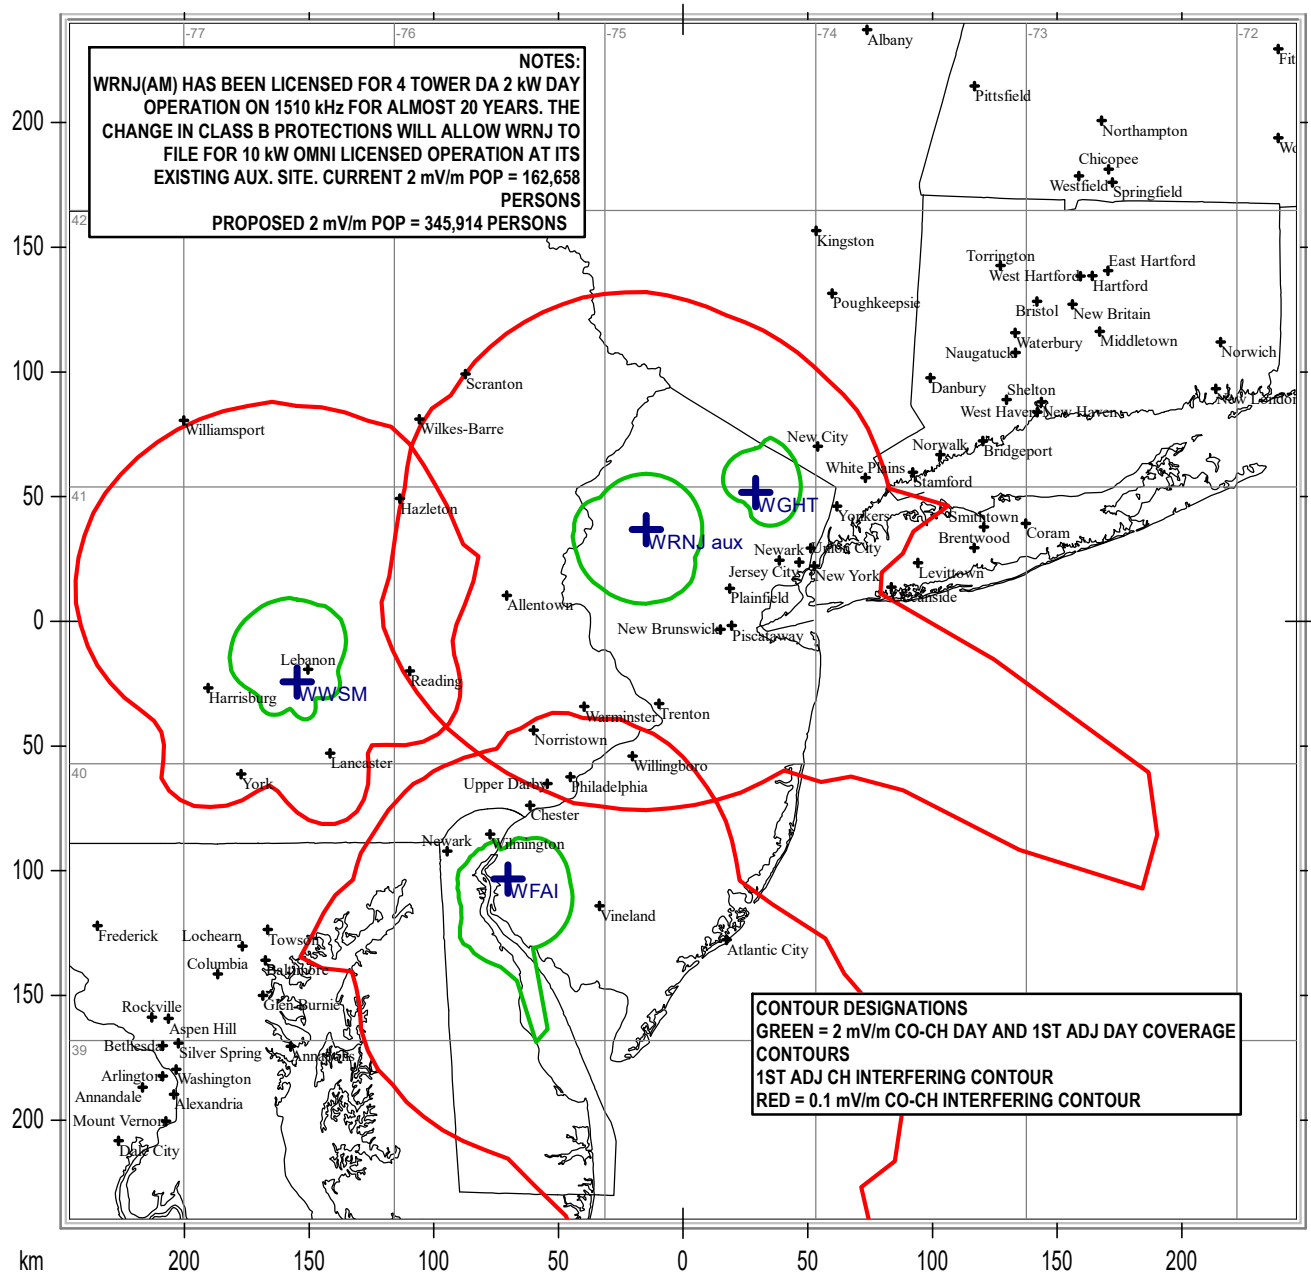 -77
-76
-75
-74
-73
-72
NOTES:
WRNJ(AM) HAS BEEN LICENSED FOR 4 TOWER DA 2 kW DAY
OPERATION ON 1510 kHz FOR ALMOST 20 YEARS. THE
CHANGE IN CLASS B PROTECTIONS WILL ALLOW WRNJ TO
FILE FOR 10 kW OMNI LICENSED OPERATION AT ITS
EXISTING AUX. SITE. CURRENT 2 mV/m POP = 162,658
PERSONS
PROPOSED 2 mV/m POP = 345,914 PERSONS
Albany
Fit
Pittsfield
200
Northampton
Wo
Chicopee
Westfield
Springfield
42
Kingston
150
Torrington
East Hartford
West Hartford
Hartford
Poughkeepsie
Bristol
New Britain
Waterbury
Middletown
Naugatuck
Norwich
100
Scranton
Danbury
Shelton
New London
West Haven
New Haven
Williamsport
Wilkes-Barre
New City
Norwalk
Bridgeport
White Plains
Stamford
50
41
Hazleton
WGHT
Yonkers
Smithtown
Coram
WRNJ aux
Brentwood
Newark
Union City
Jersey City
New York
Levittown
Allentown
Plainfield
Oceanside
0
New Brunswick
Piscataway
Lebanon
Reading
Harrisburg
WWSM
Warminster
Trenton
Norristown
50
Lancaster
Willingboro
40
York
Upper Darby
Philadelphia
Chester
Newark
Wilmington
100
WFAI
Vineland
Frederick
Lochearn
Towson
Atlantic City
Columbia
Baltimore
150
Rockville
Glen Burnie
Aspen Hill
39
Bethesda
Silver Spring
Annapolis
Arlington
Washington
Annandale
Alexandria
200
Mount Vernon
Dale City
CONTOUR DESIGNATIONS
GREEN = 2 mV/m CO-CH DAY AND 1ST ADJ DAY COVERAGE
CONTOURS
1ST ADJ CH INTERFERING CONTOUR
RED = 0.1 mV/m CO-CH INTERFERING CONTOUR
km
200
150
100
50
0
50
100
150
200